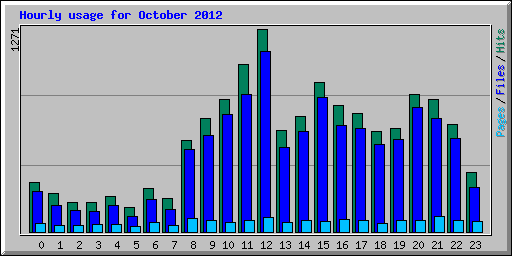 Hourly usage for October 2012
1271
Pages / Files / Hits
0 1 2 3 4 5 6 7 8 9 10 11 12 13 14 15 16 17 18 19 20 21 22 23